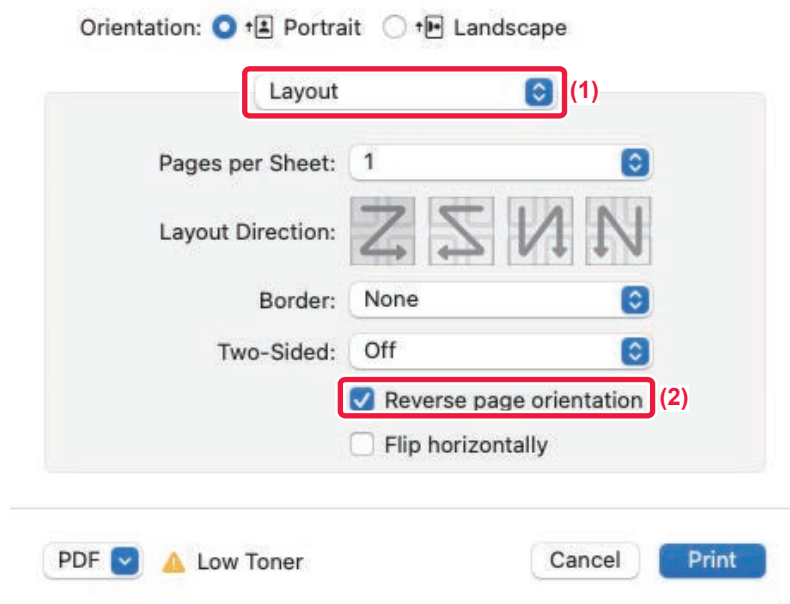 Orientation: Portrait Landscape
Layout (1)
Pages per Sheet: 1
Layout Direction:
Border: None
Two-Sided: Off
Reverse page orientation (2)
Flip horizontally
PDF Low Toner Cancel Print